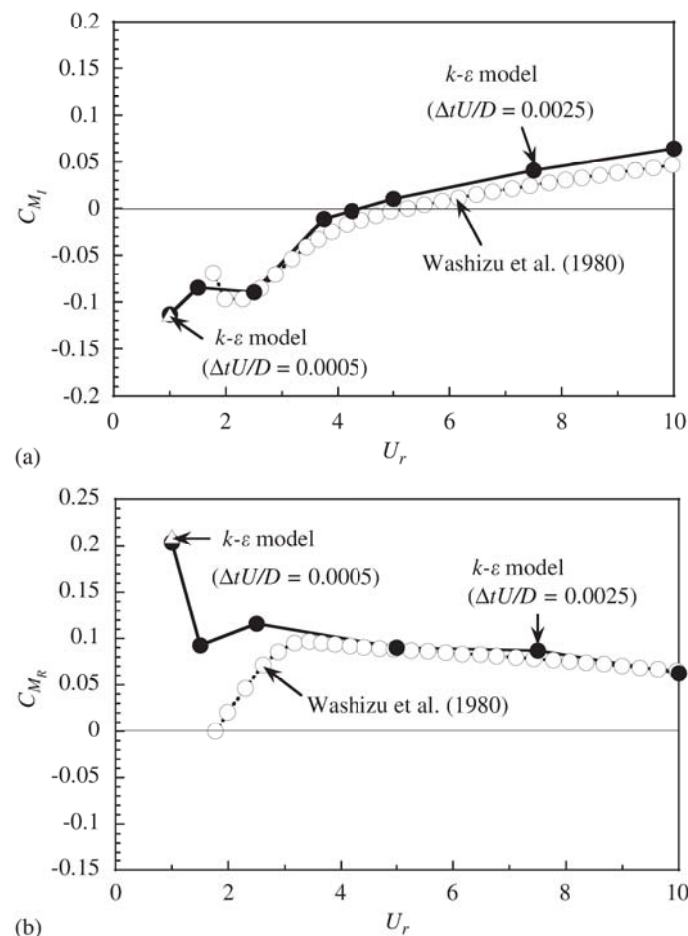 0.2
0.15
k-ε model
0.1
(ΔtU/D = 0.0025)
0.05
C_{M_I}
0
-0.05
Washizu et al. (1980)
-0.1
k-ε model
-0.15
(ΔtU/D = 0.0005)
-0.2
0 2 4 6 8 10
(a)
U_r
0.25
0.2
k-ε model
(ΔtU/D = 0.0005)
k-ε model
0.15
(ΔtU/D = 0.0025)
0.1
C_{M_R}
0.05
Washizu et al. (1980)
0
-0.05
-0.1
-0.15
0 2 4 6 8 10
(b)
U_r